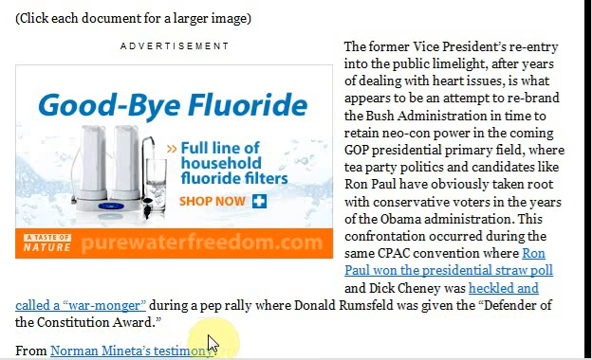 (Click each document for a larger image)
ADVERTISEMENT
Good-Bye Fluoride
» Full line of
household
fluoride filters
SHOP NOW
A TASTE OF
NATURE
purewaterfreedom.com
The former Vice President's re-entry
into the public limelight, after years
of dealing with heart issues, is what
appears to be an attempt to re-brand
the Bush Administration in time to
retain neo-con power in the coming
GOP presidential primary field, where
tea party politics and candidates like
Ron Paul have obviously taken root
with conservative voters in the years
of the Obama administration. This
confrontation occurred during the
same CPAC convention where Ron
Paul won the presidential straw poll
and Dick Cheney was heckled and
called a “war-monger” during a pep rally where Donald Rumsfeld was given the “Defender of
the Constitution Award.”
From Norman Mineta's testimony: